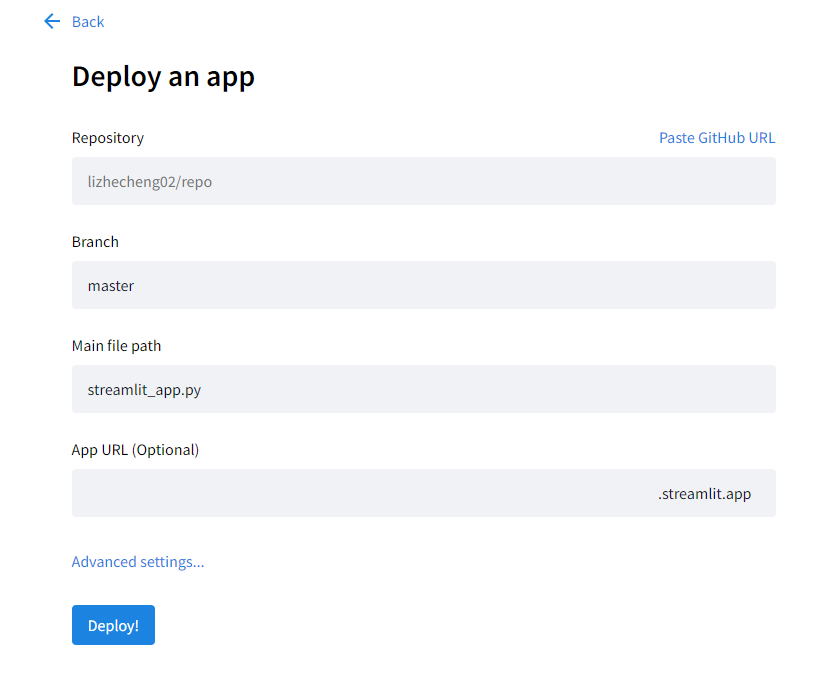 Back
Deploy an app
Repository
Paste GitHub URL
lizhecheng02/repo
Branch
master
Main file path
streamlit_app.py
App URL (Optional)
.streamlit.app
Advanced settings...
Deploy!